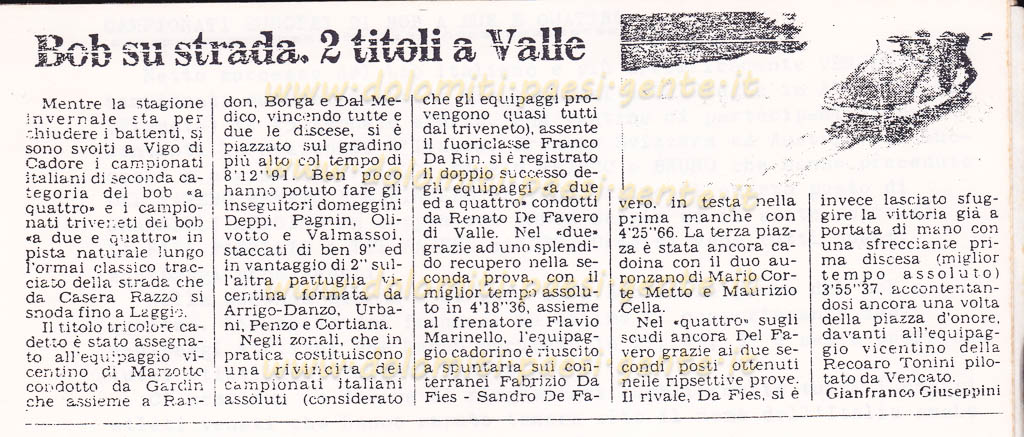 Bob su strada. 2 titoli a Valle
www.dolomiti-paesi-gente.it
Mentre la stagione
invernale sta per
chiudere i battenti, si
sono svolti a Vigo di
Cadore i campionati
italiani di seconda ca-
tegoria del bob «a
quattro» e i campio-
nati triveneti dei bob
«a due e quattro» in
pista naturale lungo
l'ormai classico trac-
ciato della strada che
da Casera Razzo si
snoda fino a Laggio.
Il titolo tricolore ca-
detto è stato assegna-
to all'equipaggio vi-
centino di Marzotto
condotto da Gardin
che assieme a Ran-
don, Borga e Dal Me-
dico, vincendo tutte e
due le discese, si è
piazzato sul gradino
più alto col tempo di
8'12"91. Ben poco
hanno potuto fare gli
inseguitori domeggini
Deppi, Pagnin, Oli-
votto e Valmassoi,
staccati di ben 9" ed
in vantaggio di 2" sul-
l'altra pattuglia vi-
centina formata da
Arrigo-Danzo, Urba-
ni, Penzo e Cortiana.
Negli zonali, che in
pratica costituiscono
una rivincita dei
campionati italiani
assoluti (considerato
che gli equipaggi pro-
vengono quasi tutti
dal triveneto), assente
il fuoriclasse Franco
Da Rin. si è registrato
il doppio successo de-
gli equipaggi «a due
ed a quattro» condotti
da Renato De Favero
di Valle. Nel «due»
grazie ad uno splendi-
do recupero nella se-
conda prova, con il
miglior tempo assolu-
to in 4'18"36, assieme
al frenatore Flavio
Marinello, l'equipag-
gio cadorino è riuscito
a spuntarla sui con-
terranei Fabrizio Da
Fies - Sandro De Fa-
vero, in testa nella
prima manche con
4'25"66. La terza piaz-
za è stata ancora ca-
doina con il duo au-
ronzano di Mario Cor-
te Metto e Maurizio
Cella.
Nel «quattro» sugli
scudi ancora Del Fa-
vero grazie ai due se-
condi posti ottenuti
nelle ripsettive prove.
Il rivale, Da Fies, si è
invece lasciato sfug-
gire la vittoria già a
portata di mano con
una sfrecciante pri-
ma discesa (miglior
tempo assoluto)
3'55"37, accontentan-
dosi ancora una volta
della piazza d'onore,
davanti all'equipag-
gio vicentino della
Recoaro Tonini pilo-
tato da Vencato.
Gianfranco Giuseppini
www.dolomiti-paesi-gente.it
www.dolomiti-paesi-gente.it
www.dolomiti-paesi-gente.it